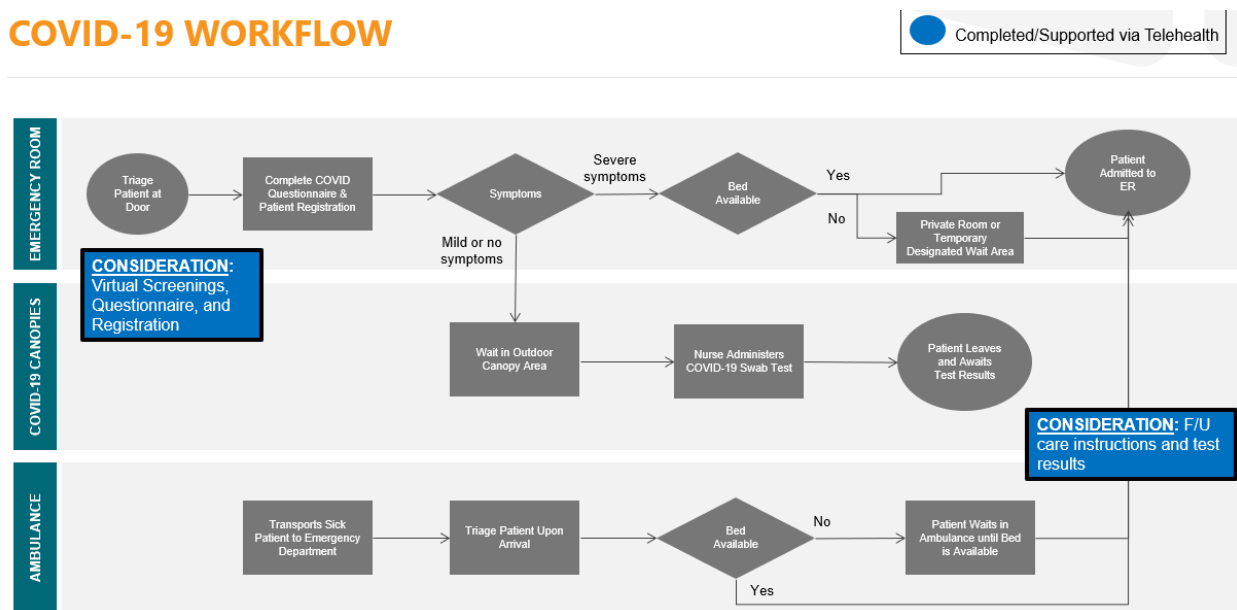 COVID-19 WORKFLOW
Completed/Supported via Telehealth
EMERGENCY ROOM
Triage
Patient at
Door
Complete COVID
Questionnaire &
Patient Registration
Symptoms
Severe
symptoms
Bed
Available
Yes
No
Patient
Admitted to
ER
Private Room or
Temporary
Designated Wait Area
Mild or no
symptoms
CONSIDERATION:
Virtual Screenings,
Questionnaire, and
Registration
COVID-19 CANOPIES
Wait in Outdoor
Canopy Area
Nurse Administers
COVID-19 Swab Test
Patient Leaves
and Awaits
Test Results
CONSIDERATION: F/U
care instructions and test
results
AMBULANCE
Transports Sick
Patient to Emergency
Department
Triage Patient Upon
Arrival
Bed
Available
No
Patient Waits in
Ambulance until Bed
is Available
Yes